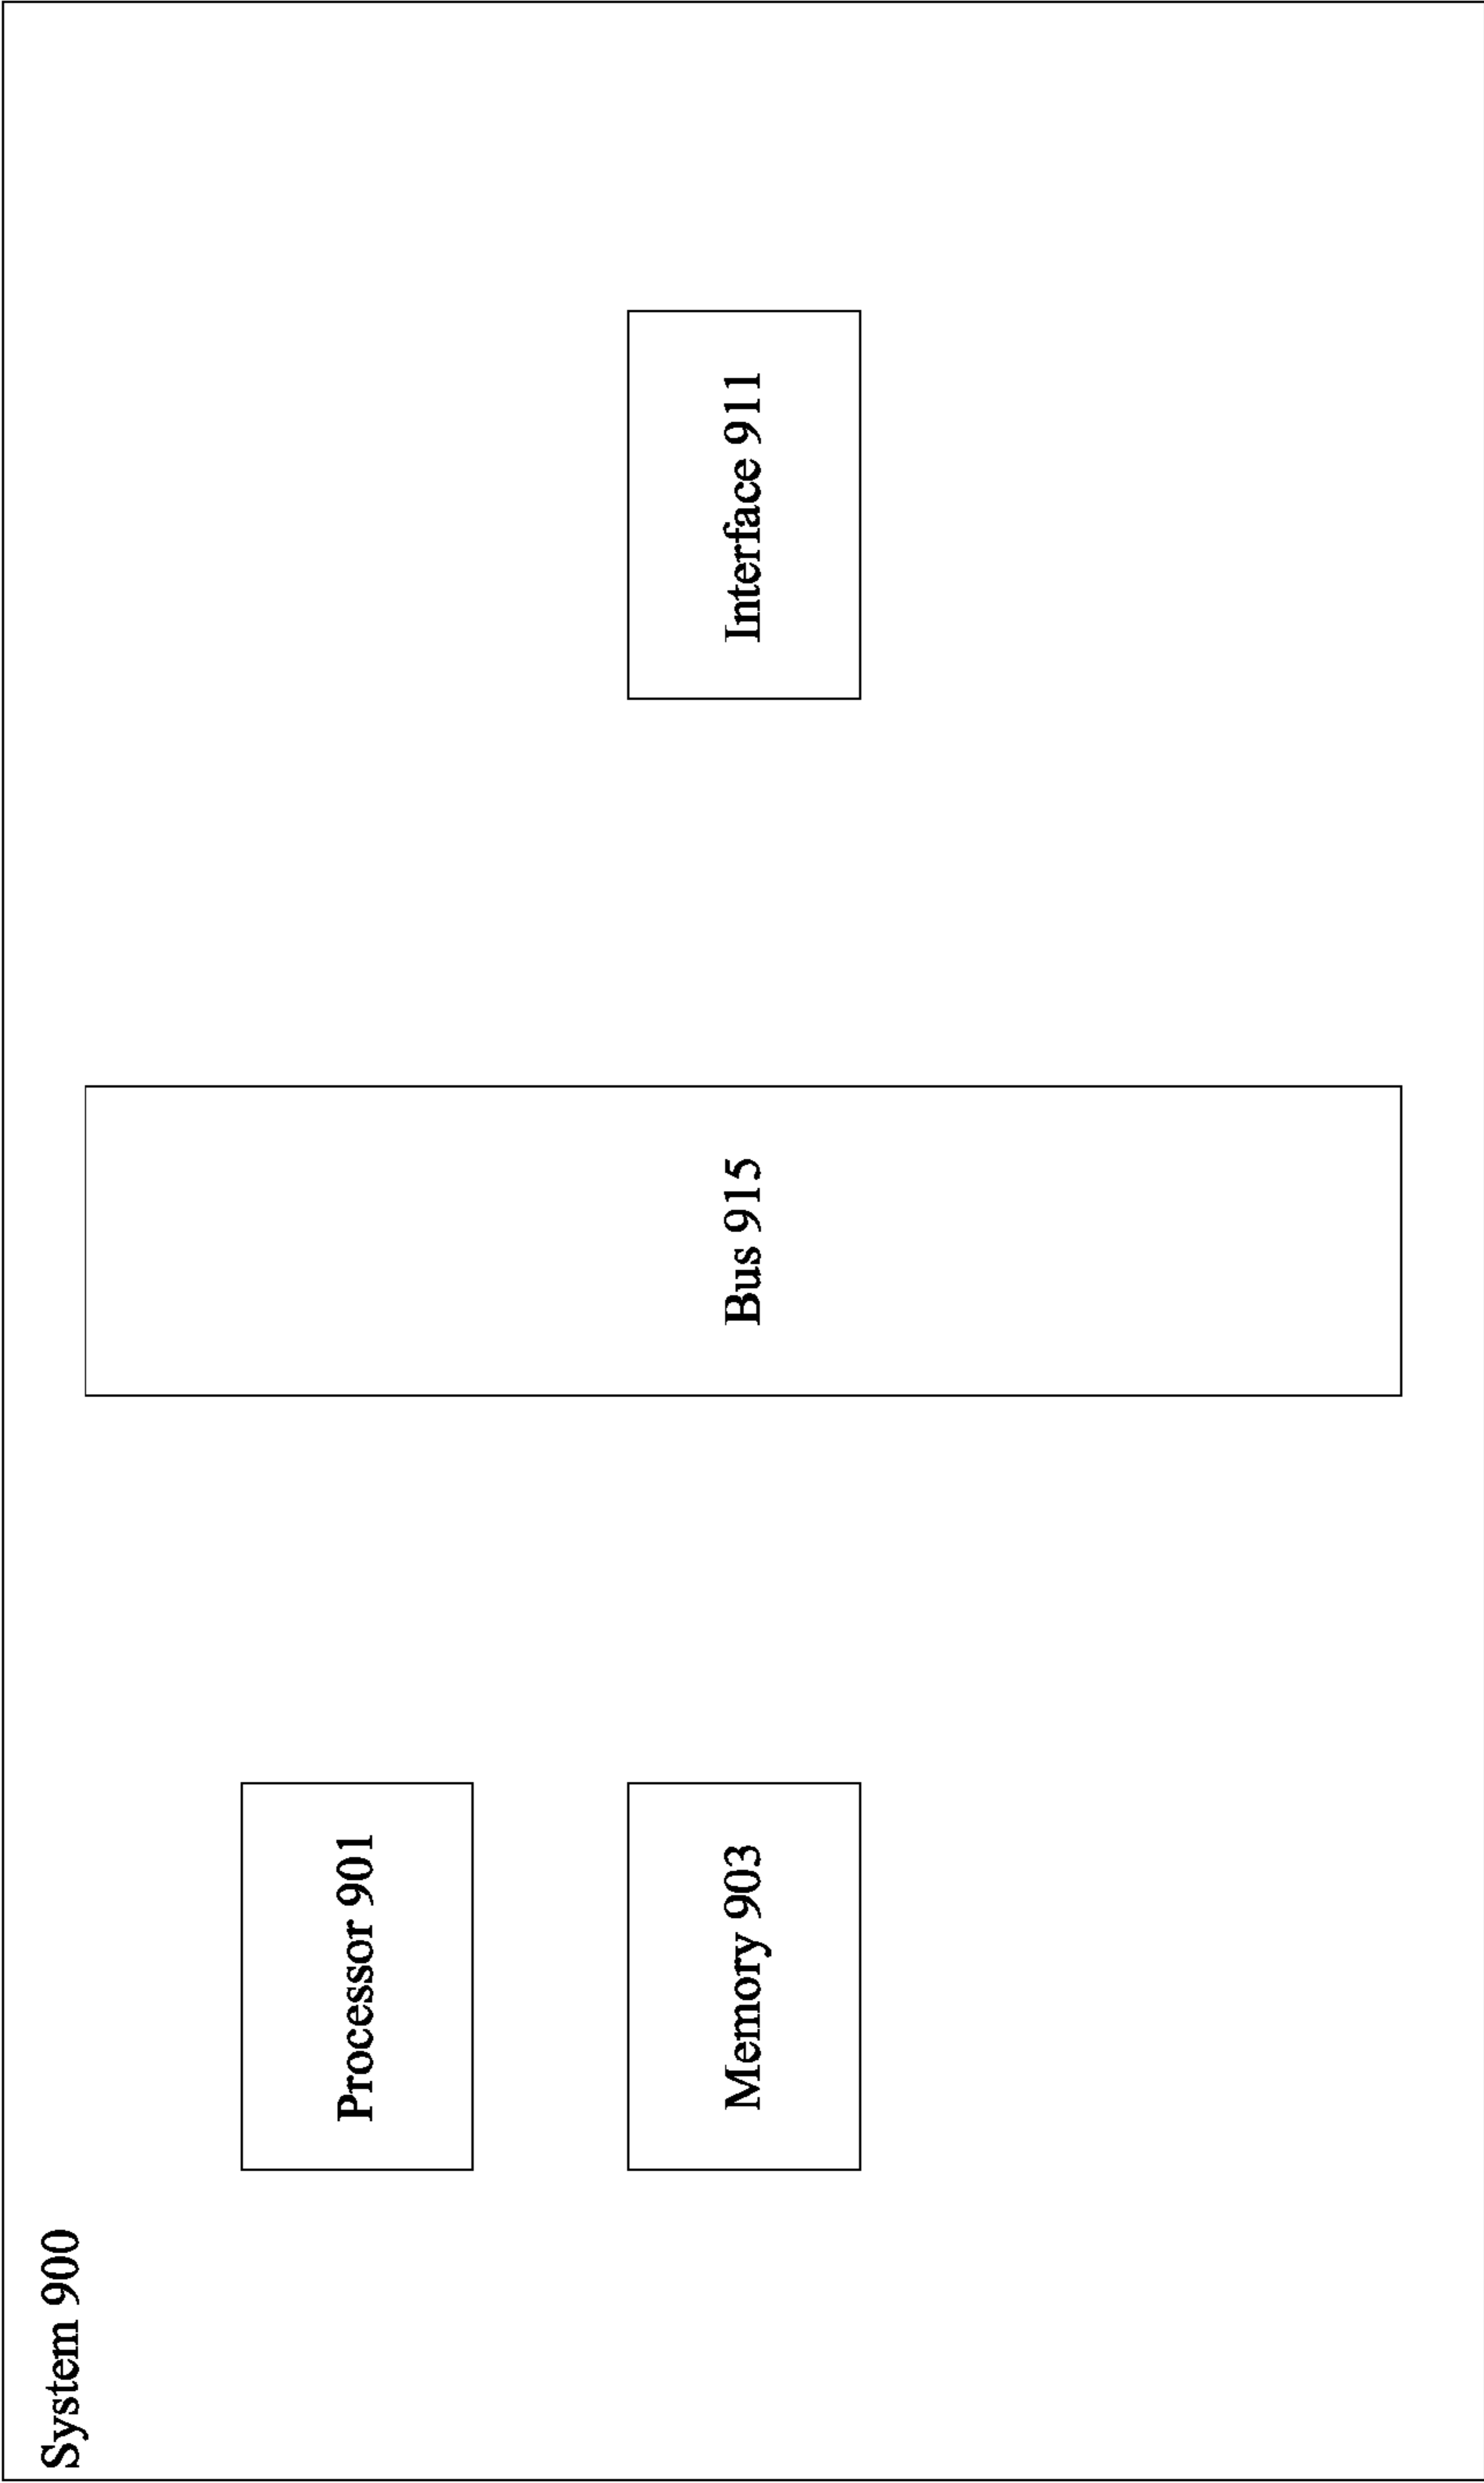 System 900
Processor 901
Memory 903
Bus 915
Interface 911